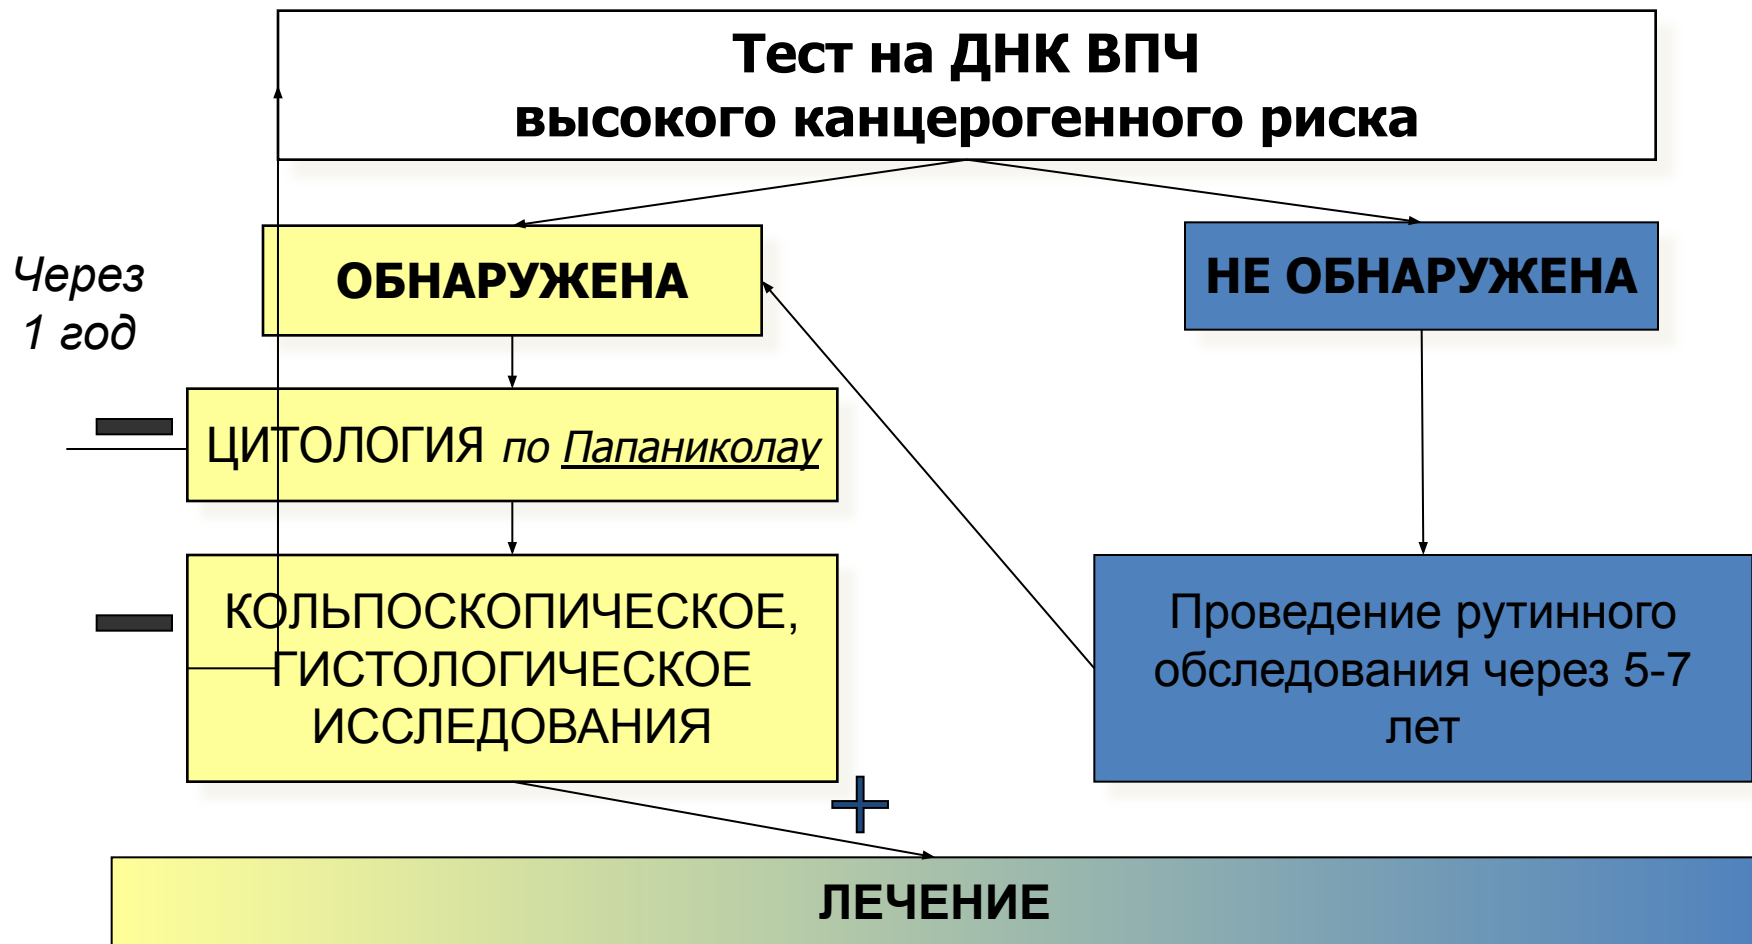 Тест на ДНК ВПЧ
высокого канцерогенного риска
Через
1 год
ОБНАРУЖЕНА
НЕ ОБНАРУЖЕНА
ЦИТОЛОГИЯ по Папаниколау
КОЛЬПОСКОПИЧЕСКОЕ,
ГИСТОЛОГИЧЕСКОЕ
ИССЛЕДОВАНИЯ
Проведение рутинного
обследования через 5-7
лет
ЛЕЧЕНИЕ